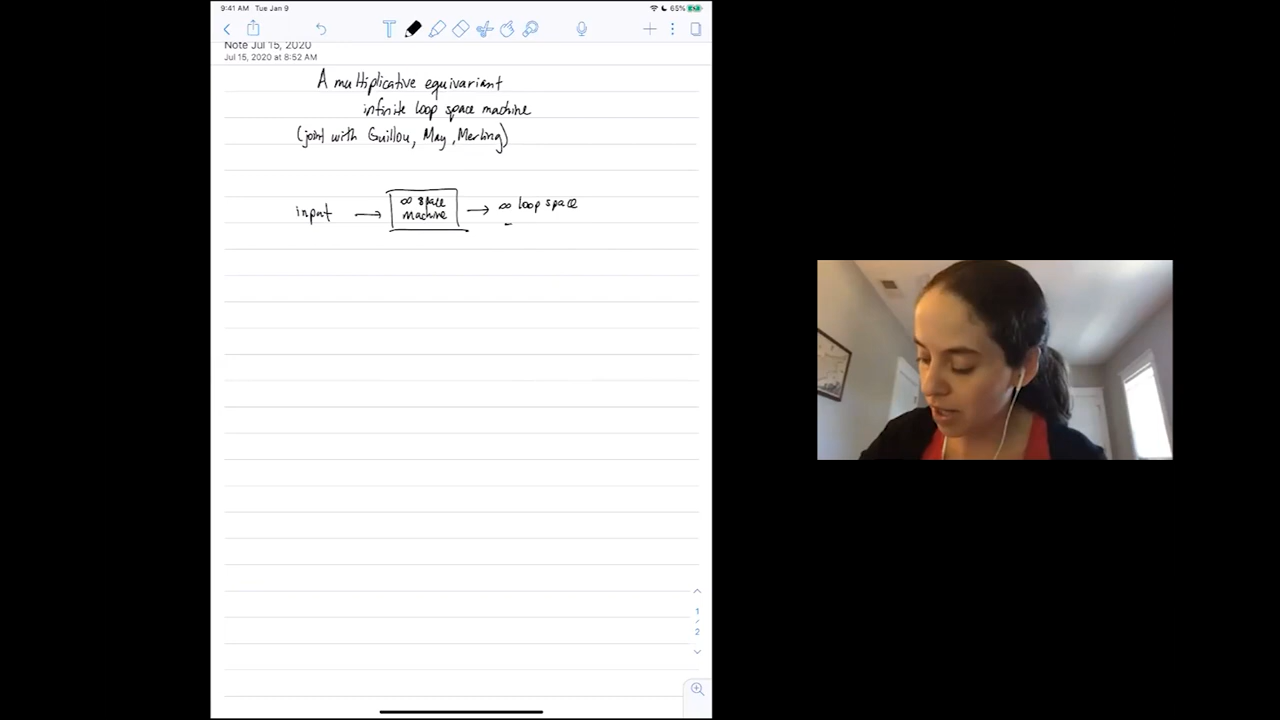 9:41 AM Tue Jan 9
65%
Note Jul 15, 2020
Jul 15, 2020 at 8:52 AM
A multiplicative equivariant
infinite loop space machine
(joint with Guillou, May, Merling)
input → ∞ space machine → ∞ loop space
1
/
2